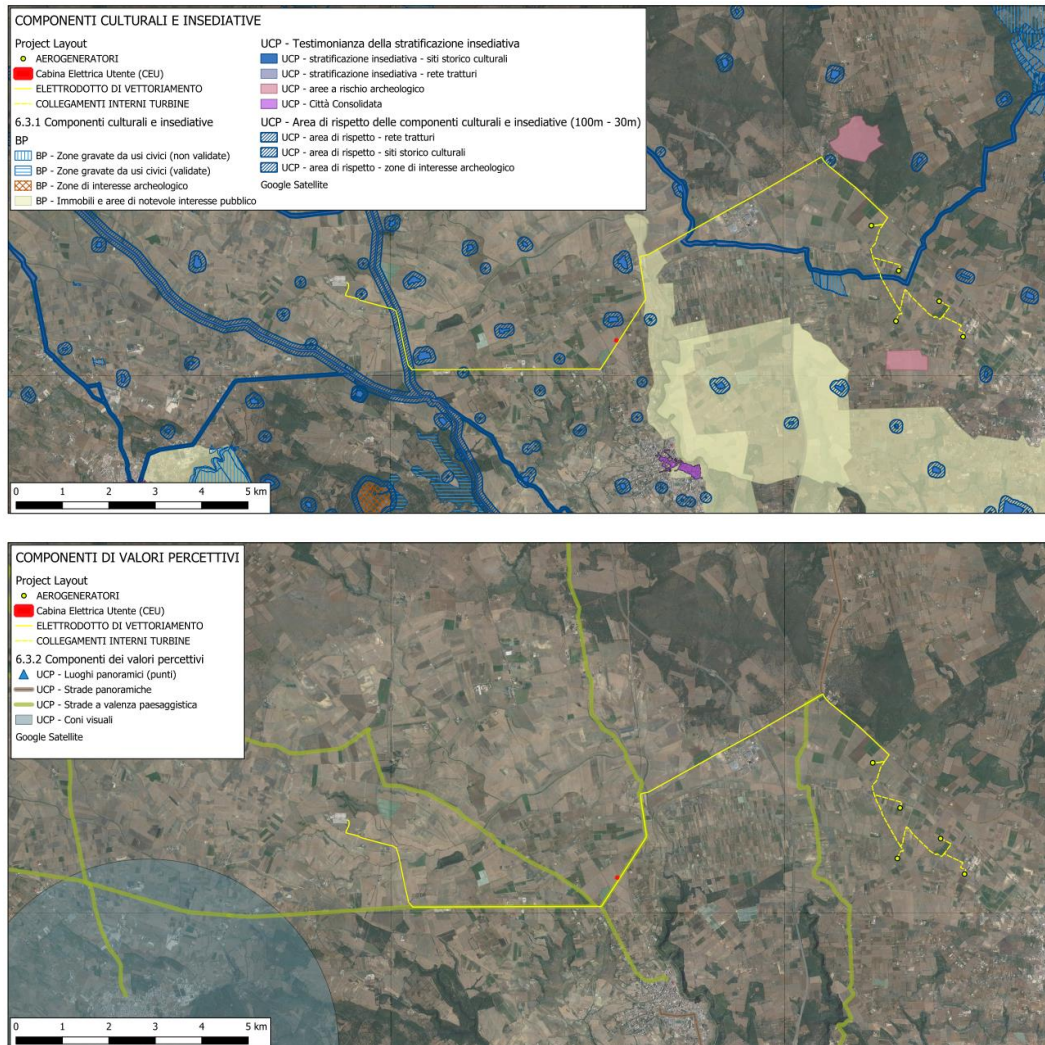 COMPONENTI CULTURALI E INSEDIATIVE
Project Layout
AEROGENERATORI
Cabina Elettrica Utente (CEU)
ELETTRODOTTO DI VETTORIAMENTO
COLLEGAMENTI INTERNI TURBINE
6.3.1 Componenti culturali e insediative
BP
BP - Zone gravate da usi civici (non validate)
BP - Zone gravate da usi civici (validate)
BP - Zone di interesse archeologico
BP - Immobili e aree di notevole interesse pubblico
UCP - Testimonianza della stratificazione insediativa
UCP - stratificazione insediativa - siti storico culturali
UCP - stratificazione insediativa - rete tratturi
UCP - aree a rischio archeologico
UCP - Città Consolidata
UCP - Area di rispetto delle componenti culturali e insediative (100m - 30m)
UCP - area di rispetto - rete tratturi
UCP - area di rispetto - siti storico culturali
UCP - area di rispetto - zone di interesse archeologico
Google Satellite
0 1 2 3 4 5 km
COMPONENTI DI VALORI PERCETTIVI
Project Layout
AEROGENERATORI
Cabina Elettrica Utente (CEU)
ELETTRODOTTO DI VETTORIAMENTO
COLLEGAMENTI INTERNI TURBINE
6.3.2 Componenti dei valori percettivi
UCP - Luoghi panoramici (punti)
UCP - Strade panoramiche
UCP - Strade a valenza paesaggistica
UCP - Coni visuali
Google Satellite
0 1 2 3 4 5 km